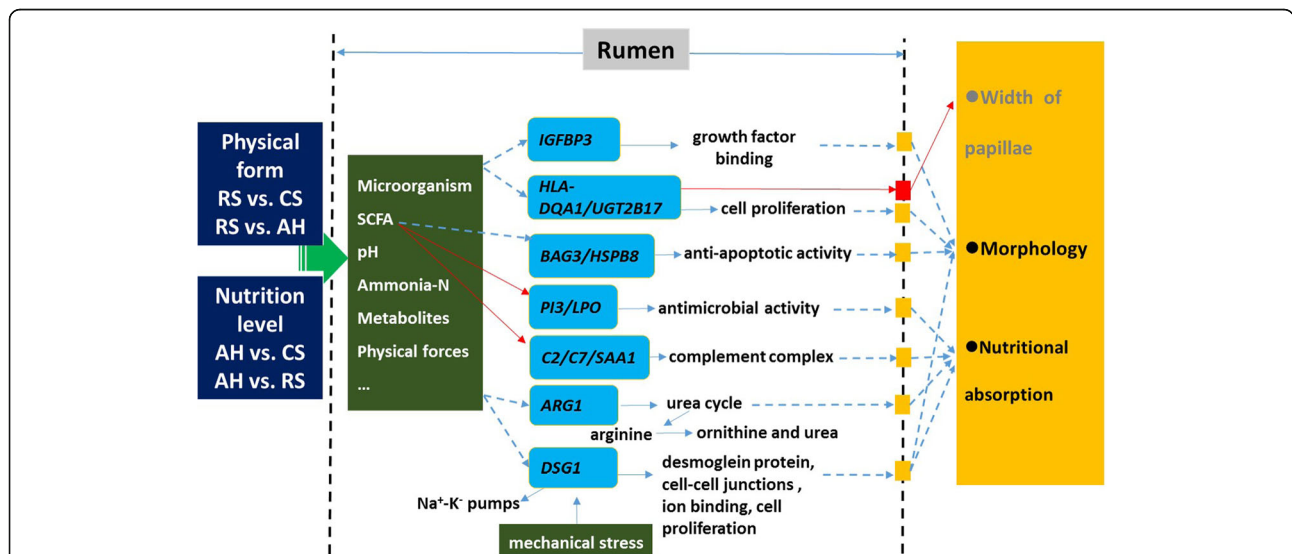 Rumen
Physical
form
RS vs. CS
RS vs. AH
Nutrition
level
AH vs. CS
AH vs. RS
Microorganism
SCFA
pH
Ammonia-N
Metabolites
Physical forces
...
IGFBP3
growth factor
binding
HLA-
DQA1/UGT2B17
cell proliferation
BAG3/HSPB8
anti-apoptotic activity
PI3/LPO
antimicrobial activity
C2/C7/SAA1
complement complex
ARG1
urea cycle
arginine
ornithine and urea
DSG1
desmoglein protein,
cell-cell junctions ,
ion binding, cell
proliferation
Na⁺-K⁻ pumps
mechanical stress
●Width of
papillae
●Morphology
●Nutritional
absorption